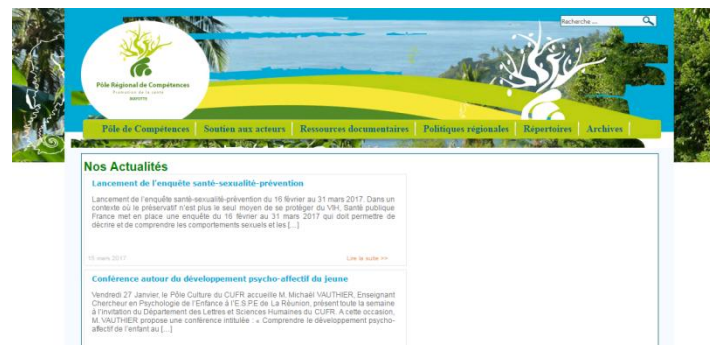 Recherche ...
Pôle Régional de Compétences
Promotion de la santé
MAYOTTE
Pôle de Compétences
Soutien aux acteurs
Ressources documentaires
Politiques régionales
Répertoires
Archives
Nos Actualités
Lancement de l'enquête santé-sexualité-prévention
Lancement de l'enquête santé-sexualité-prévention du 16 février au 31 mars 2017. Dans un
contexte où le préservatif n'est plus le seul moyen de se protéger du VIH, Santé publique
France met en place une enquête du 16 février au 31 mars 2017 qui doit permettre de
décrire et de comprendre les comportements sexuels et les [...]
15 mars 2017
Lire la suite >>
Conférence autour du développement psycho-affectif du jeune
Vendredi 27 Janvier, le Pôle Culture du CUFR accueille M. Michaël VAUTHIER, Enseignant
Chercheur en Psychologie de l'Enfance à l'E.S.P.E de La Réunion, présent toute la semaine
à l'invitation du Département des Lettres et Sciences Humaines du CUFR. A cette occasion,
M. VAUTHIER propose une conférence intitulée : « Comprendre le développement psycho-
affectif de l'enfant au [...]